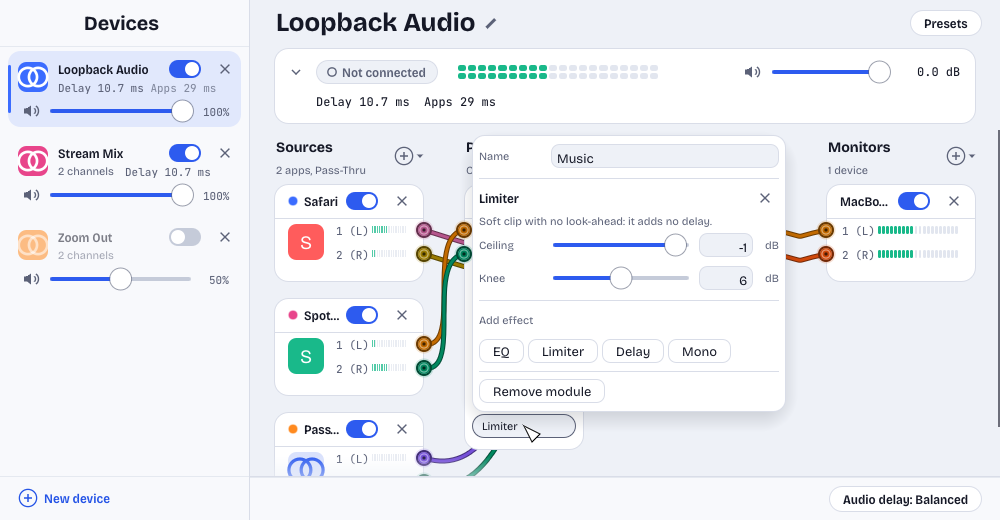 Devices
Loopback Audio
Delay 10.7 ms Apps 29 ms
100%
Stream Mix
2 channels Delay 10.7 ms
100%
Zoom Out
2 channels
50%
New device
Loopback Audio
Presets
Not connected
0.0 dB
Delay 10.7 ms Apps 29 ms
Sources
2 apps, Pass-Thru
Safari
S
1 (L)
2 (R)
Spot...
S
1 (L)
2 (R)
Pass...
1 (L)
Name
Music
Limiter
Soft clip with no look-ahead: it adds no delay.
Ceiling
-1
dB
Knee
6
dB
Add effect
EQ
Limiter
Delay
Mono
Remove module
Limiter
Monitors
1 device
MacBo...
1 (L)
2 (R)
Audio delay: Balanced